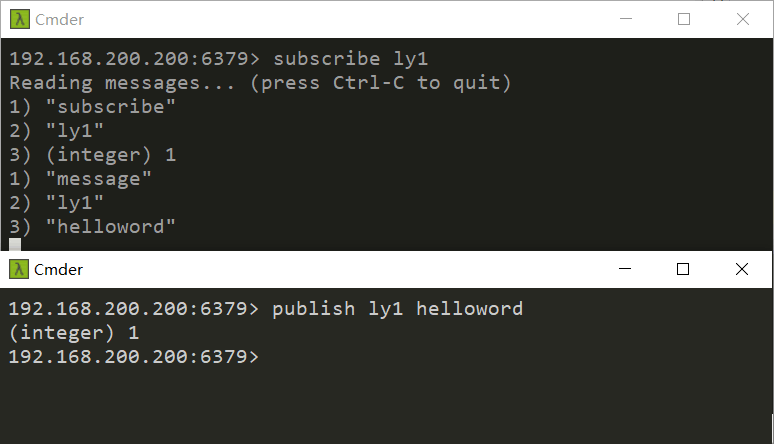 λ Cmder
192.168.200.200:6379> subscribe ly1
Reading messages... (press Ctrl-C to quit)
1) "subscribe"
2) "ly1"
3) (integer) 1
1) "message"
2) "ly1"
3) "helloword"
λ Cmder
192.168.200.200:6379> publish ly1 helloword
(integer) 1
192.168.200.200:6379>